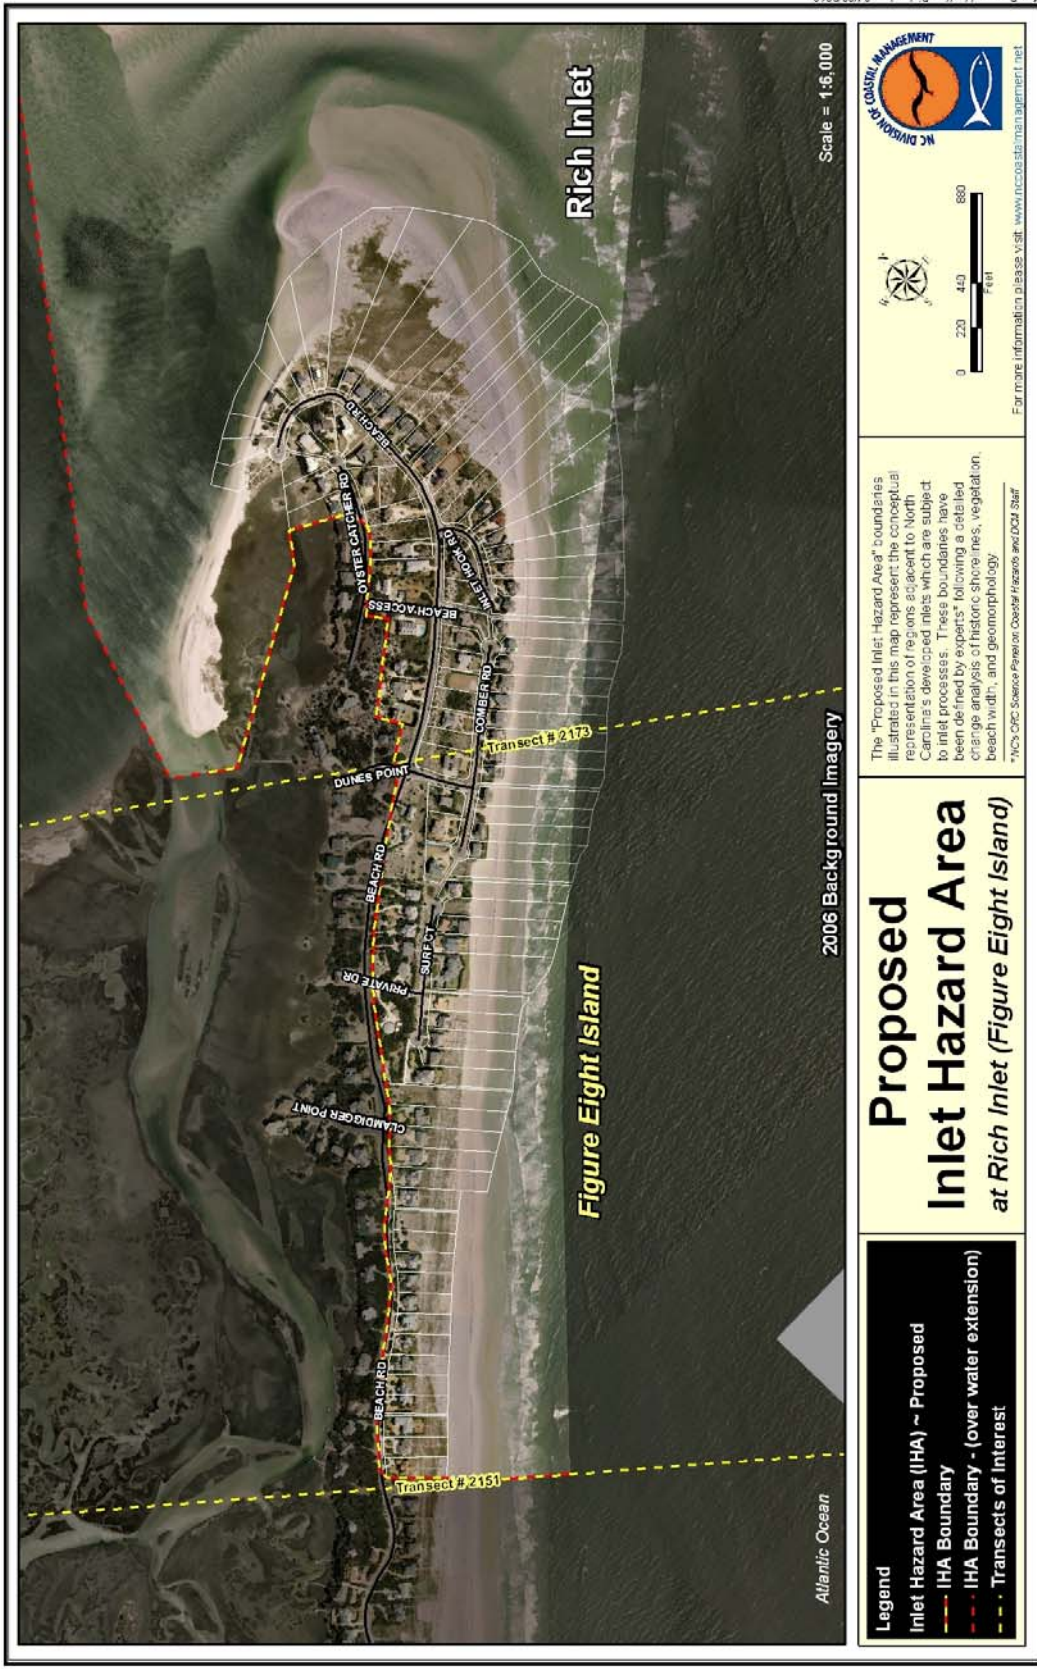 Rich Inlet
Scale = 1:6,000
BEACH RD
OYSTER CATCHER RD
INLET HOOK RD
BEACH ACCESS
COMBER RD
Transect # 2173
DUNES POINT
BEACH RD
SURF CT
PRIVATE DR
CLAMDIGGER POINT
Figure Eight Island
BEACH RD
Transect # 2151
2006 Background Imagery
Atlantic Ocean
Legend
Inlet Hazard Area (IHA) ~ Proposed
IHA Boundary
IHA Boundary - (over water extension)
Transects of Interest
Proposed
Inlet Hazard Area
at Rich Inlet (Figure Eight Island)
The "Proposed Inlet Hazard Area" boundaries
illustrated in this map represent the conceptual
representation of regions adjacent to North
Carolina's developed inlets which are subject
to inlet processes. These boundaries have
been defined by experts* following a detailed
change analysis of historic shorelines, vegetation,
beach width, and geomorphology
*NC's CRC Science Panel on Coastal Hazards and DCM Staff
0 220 440 880
Feet
NC DIVISION OF COASTAL MANAGEMENT
For more information please visit: www.nccoastalmanagement.net